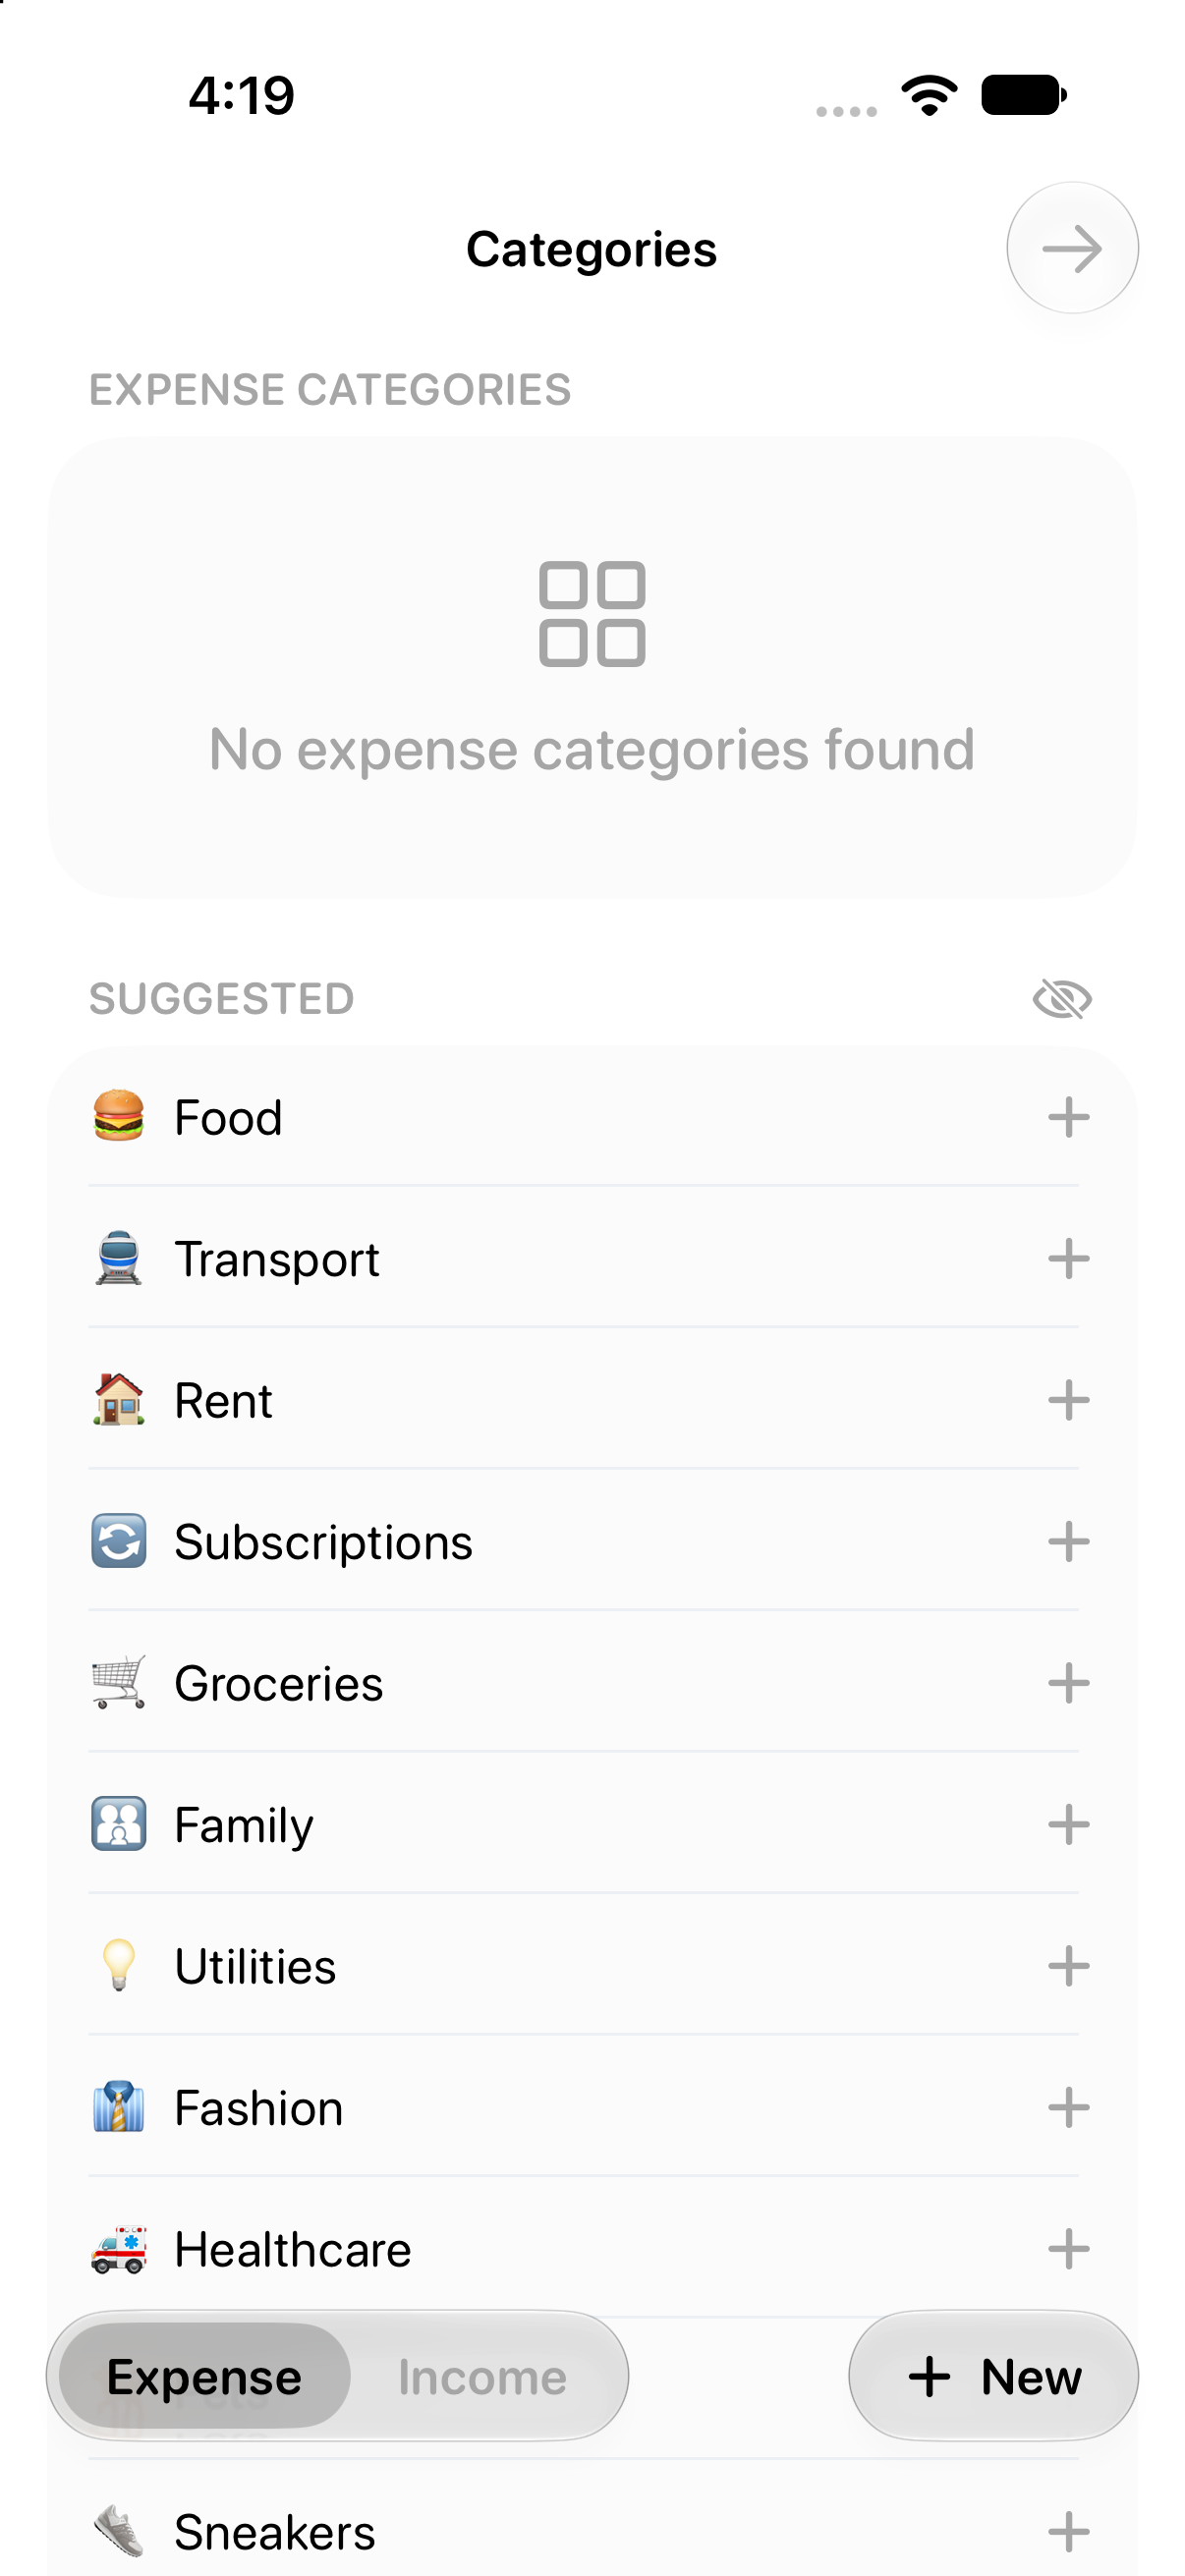 4:19
Categories
EXPENSE CATEGORIES
No expense categories found
SUGGESTED
Food
Transport
Rent
Subscriptions
Groceries
Family
Utilities
Fashion
Healthcare
Expense Income + New
Sneakers